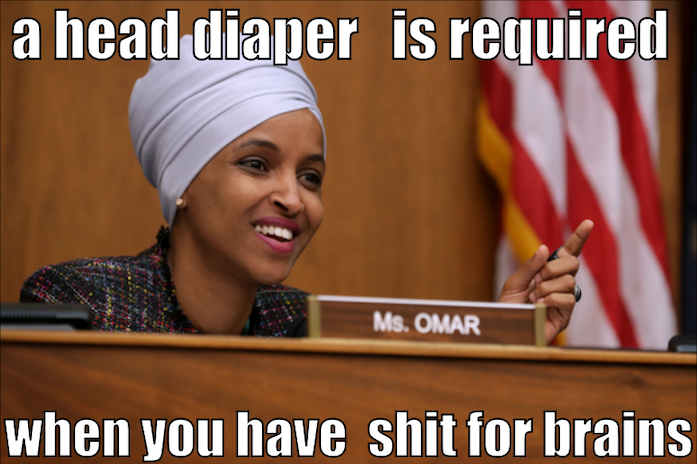 a head diaper is required
Ms. OMAR
when you have shit for brains